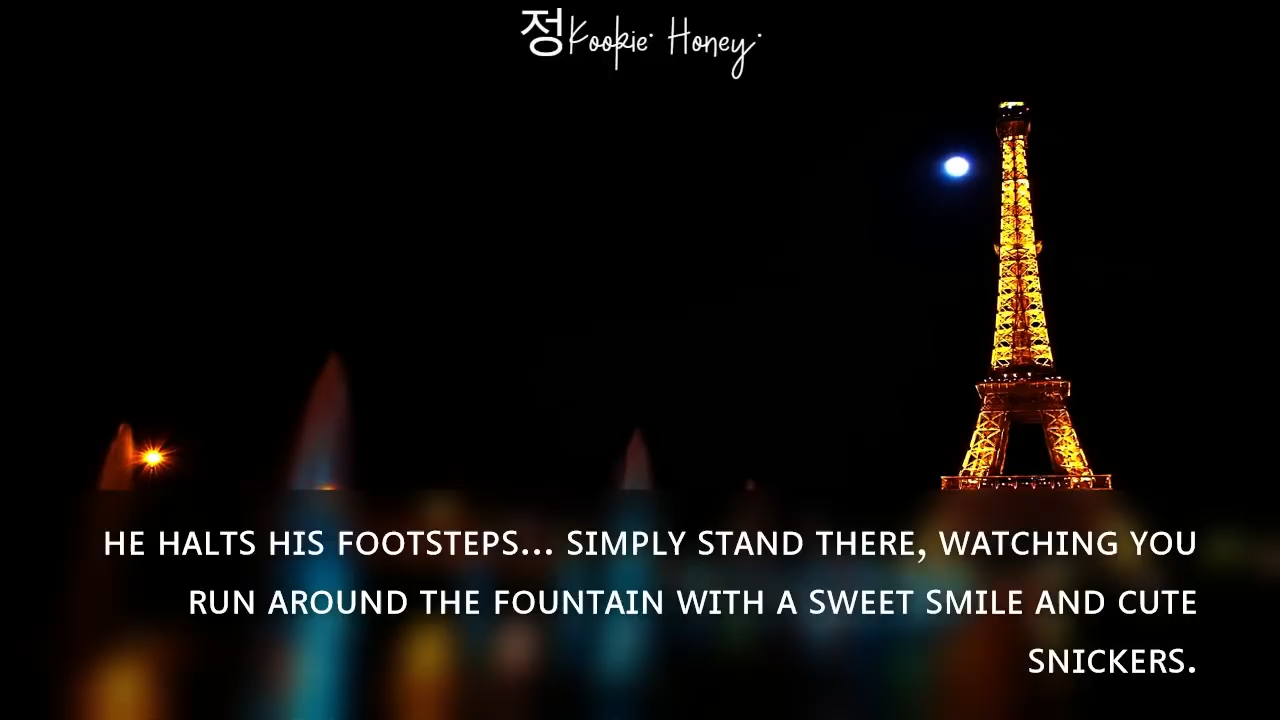 정Kookie Honey
HE HALTS HIS FOOTSTEPS... SIMPLY STAND THERE, WATCHING YOU
RUN AROUND THE FOUNTAIN WITH A SWEET SMILE AND CUTE
SNICKERS.